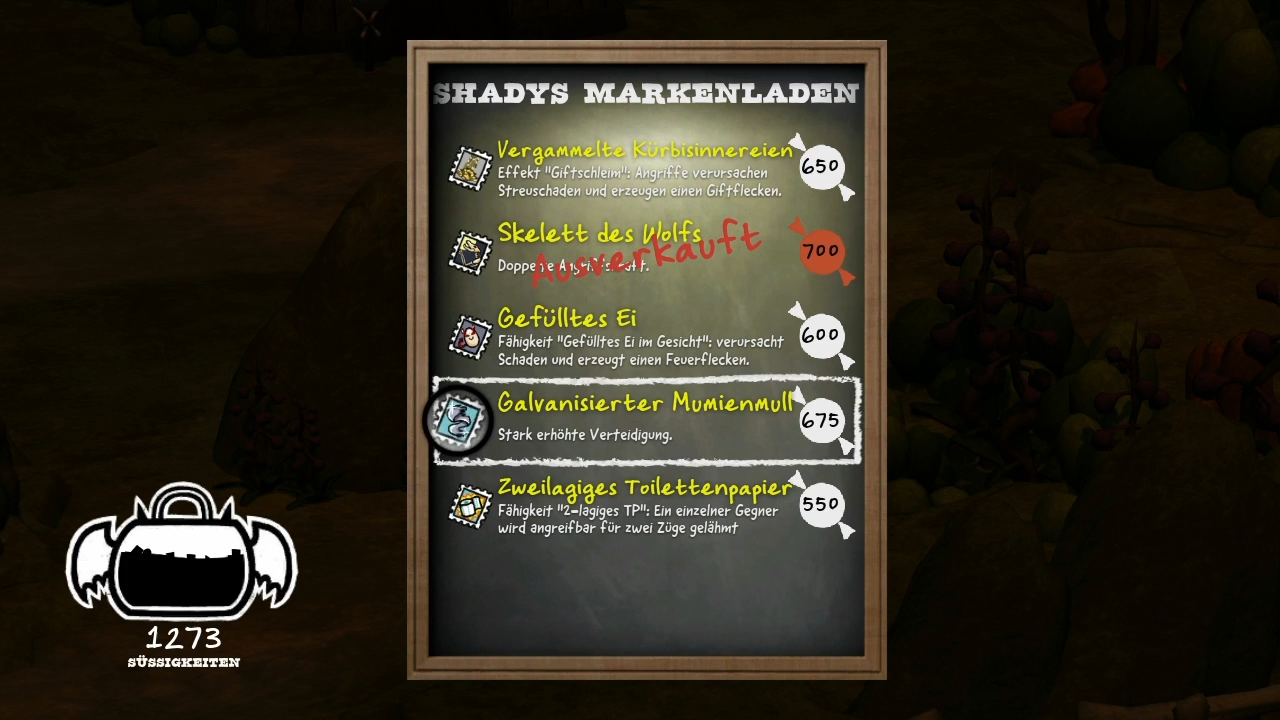 SHADYS MARKENLADEN
Vergammelte Kürbisinnereien
650
Effekt "Giftschleim": Angriffe verursachen
Streuschaden und erzeugen einen Giftflecken.
Skelett des Wolfs
700
Ausverkauft
Doppelte Angriffskraft.
Gefülltes Ei
600
Fähigkeit "Gefülltes Ei im Gesicht": verursacht
Schaden und erzeugt einen Feuerflecken.
Galvanisierter Mumienmull
675
Stark erhöhte Verteidigung.
Zweilagiges Toilettenpapier
550
Fähigkeit "2-lagiges TP": Ein einzelner Gegner
wird angreifbar für zwei Züge gelähmt
1273
SÜSSIGKEITEN